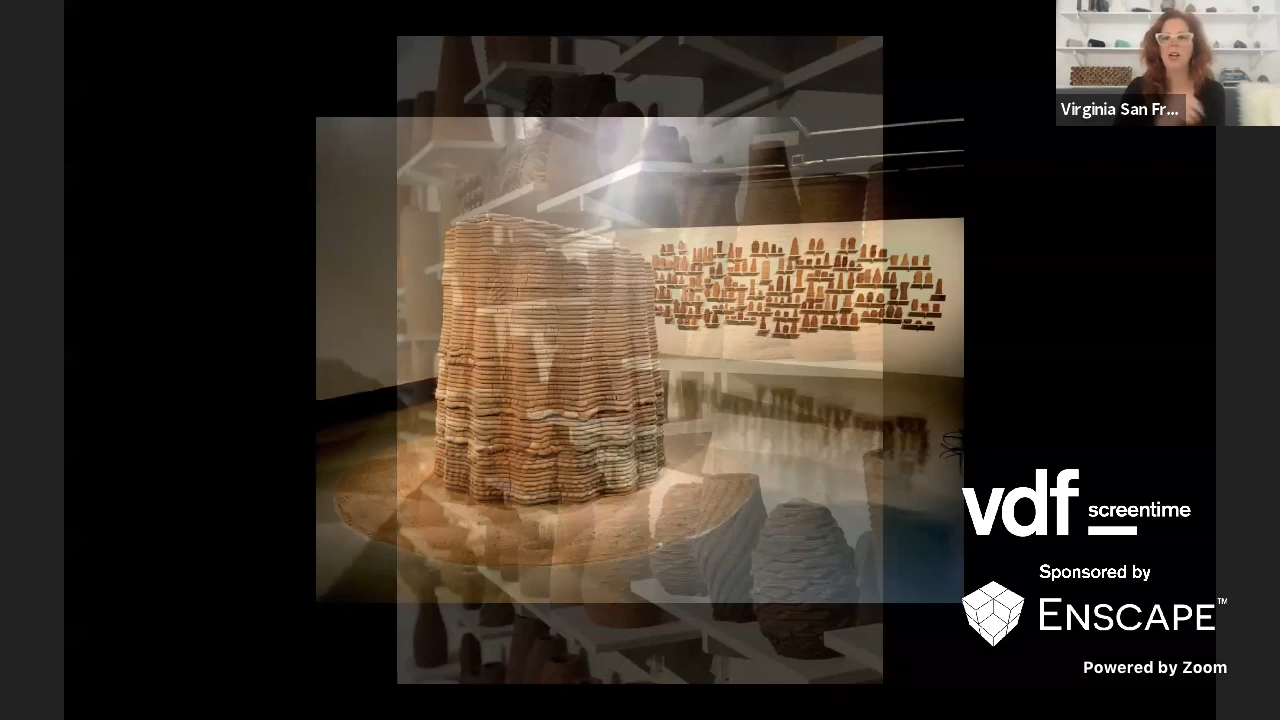 Virginia San Fr...
vdf screentime
Sponsored by
ENSCAPE™
Powered by Zoom